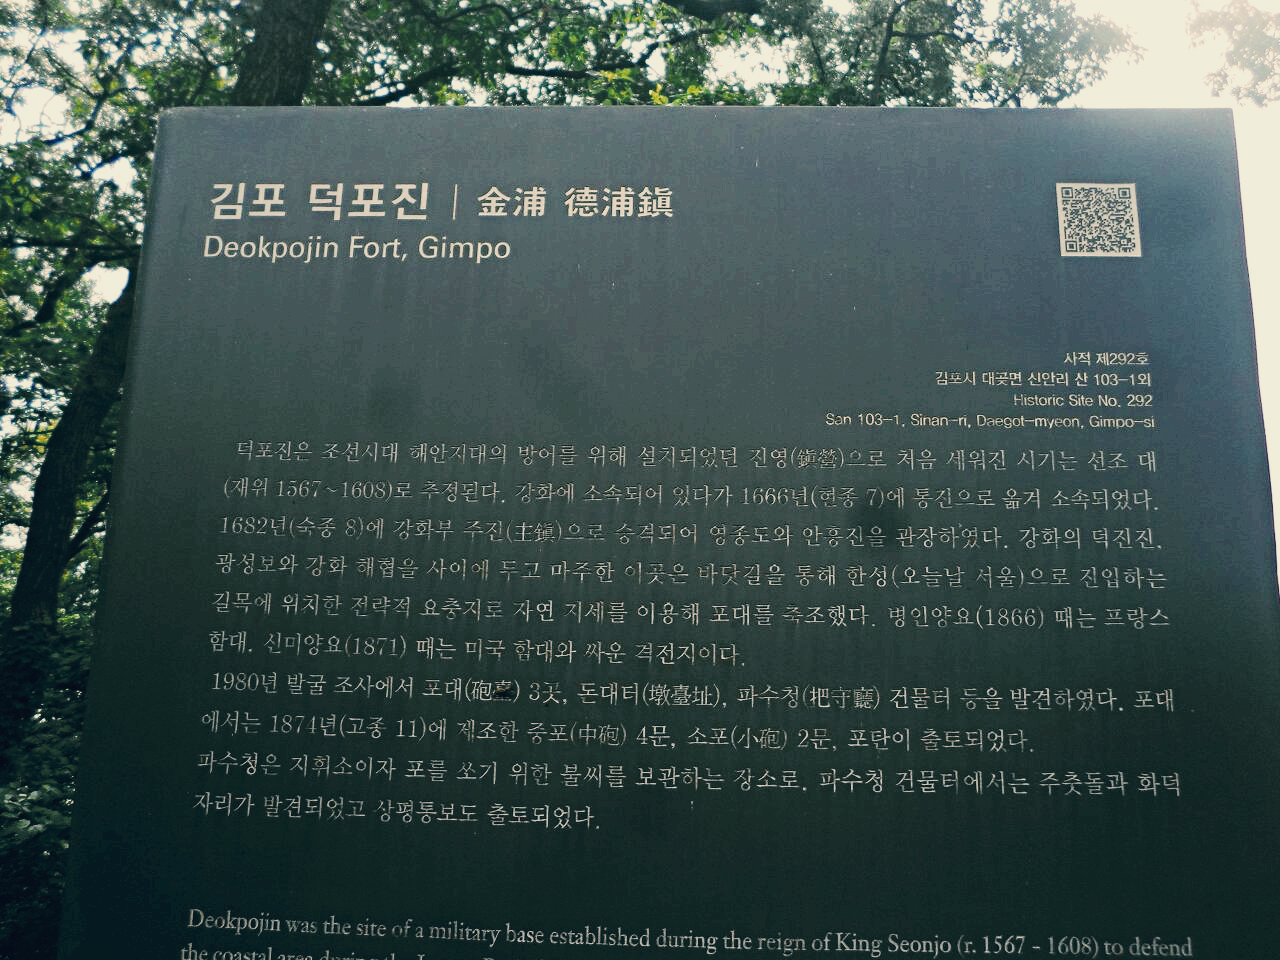 김포 덕포진 | 金浦 德浦鎭
Deokpojin Fort, Gimpo
사적 제292호
김포시 대곶면 신안리 산 103-1외
Historic Site No. 292
San 103-1, Sinan-ri, Daegot-myeon, Gimpo-si
덕포진은 조선시대 해안지대의 방어를 위해 설치되었던 진영(鎭營)으로 처음 세워진 시기는 선조 대
(재위 1567~1608)로 추정된다. 강화에 소속되어 있다가 1666년(현종 7)에 통진으로 옮겨 소속되었다.
1682년(숙종 8)에 강화부 주진(主鎭)으로 승격되어 영종도와 안흥진을 관장하였다. 강화의 덕진진,
광성보와 강화 해협을 사이에 두고 마주한 이곳은 바닷길을 통해 한성(오늘날 서울)으로 진입하는
길목에 위치한 전략적 요충지로 자연 지세를 이용해 포대를 축조했다. 병인양요(1866) 때는 프랑스
함대, 신미양요(1871) 때는 미국 함대와 싸운 격전지이다.
1980년 발굴 조사에서 포대(砲臺) 3곳, 돈대터(墩臺址), 파수청(把守廳) 건물터 등을 발견하였다. 포대
에서는 1874년(고종 11)에 제조한 중포(中砲) 4문, 소포(小砲) 2문, 포탄이 출토되었다.
파수청은 지휘소이자 포를 쏘기 위한 불씨를 보관하는 장소로, 파수청 건물터에서는 주춧돌과 화덕
자리가 발견되었고 상평통보도 출토되었다.
Deokpojin was the site of a military base established during the reign of King Seonjo (r. 1567 - 1608) to defend
the coastal area during the